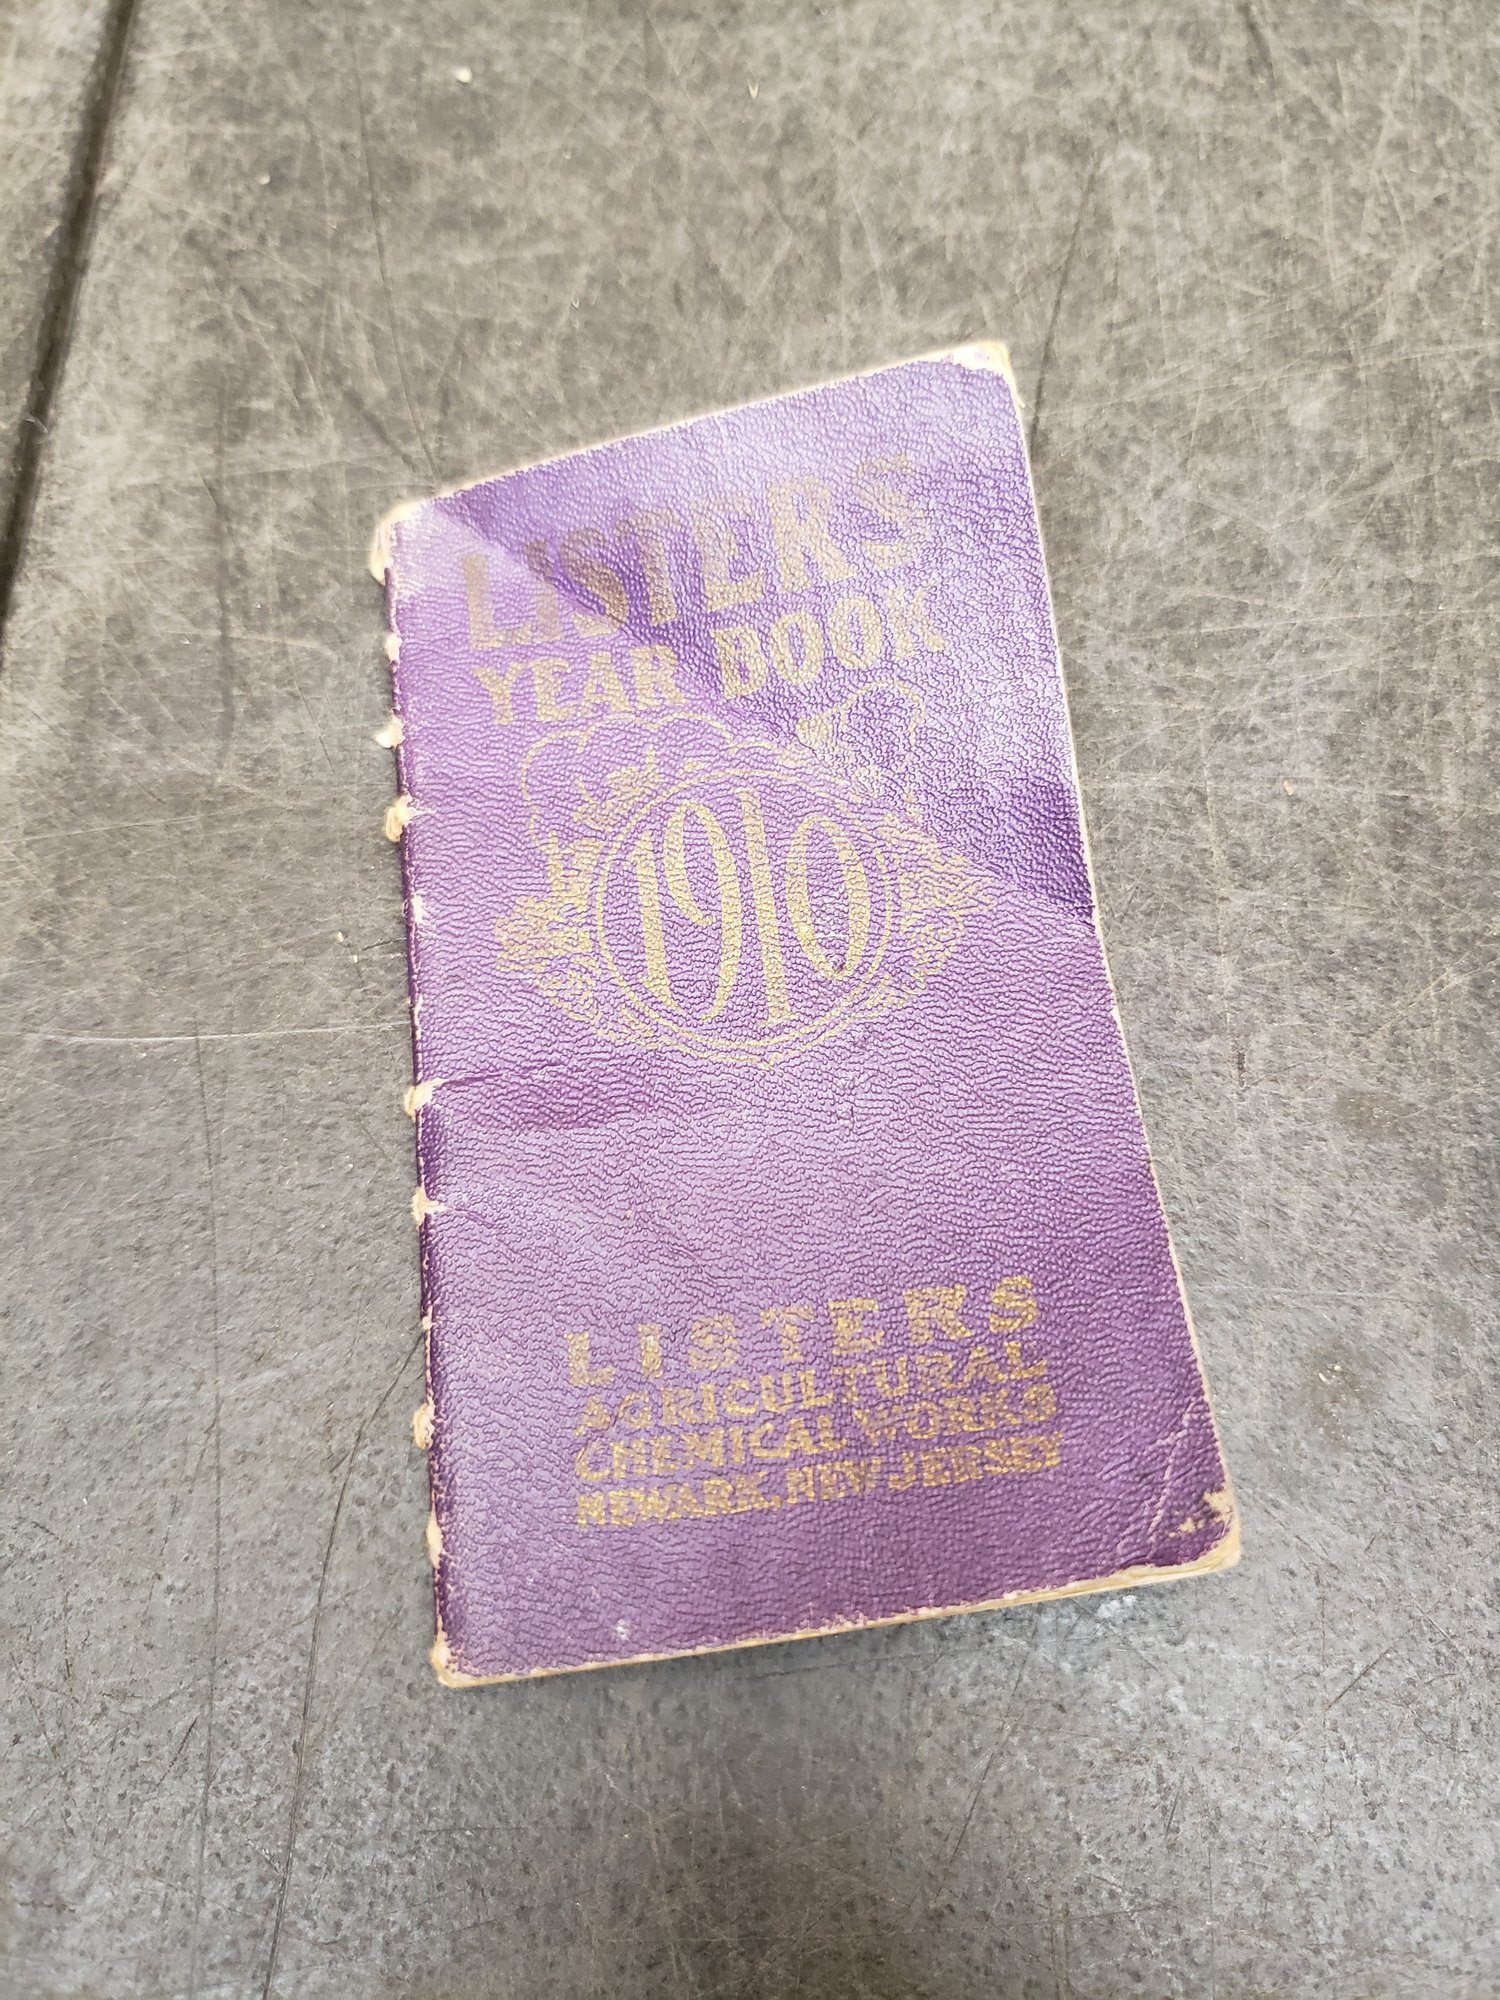 LISTERS
YEAR BOOK
1910
LISTERS
AGRICULTURAL
CHEMICAL WORKS
NEWARK, NEW JERSEY